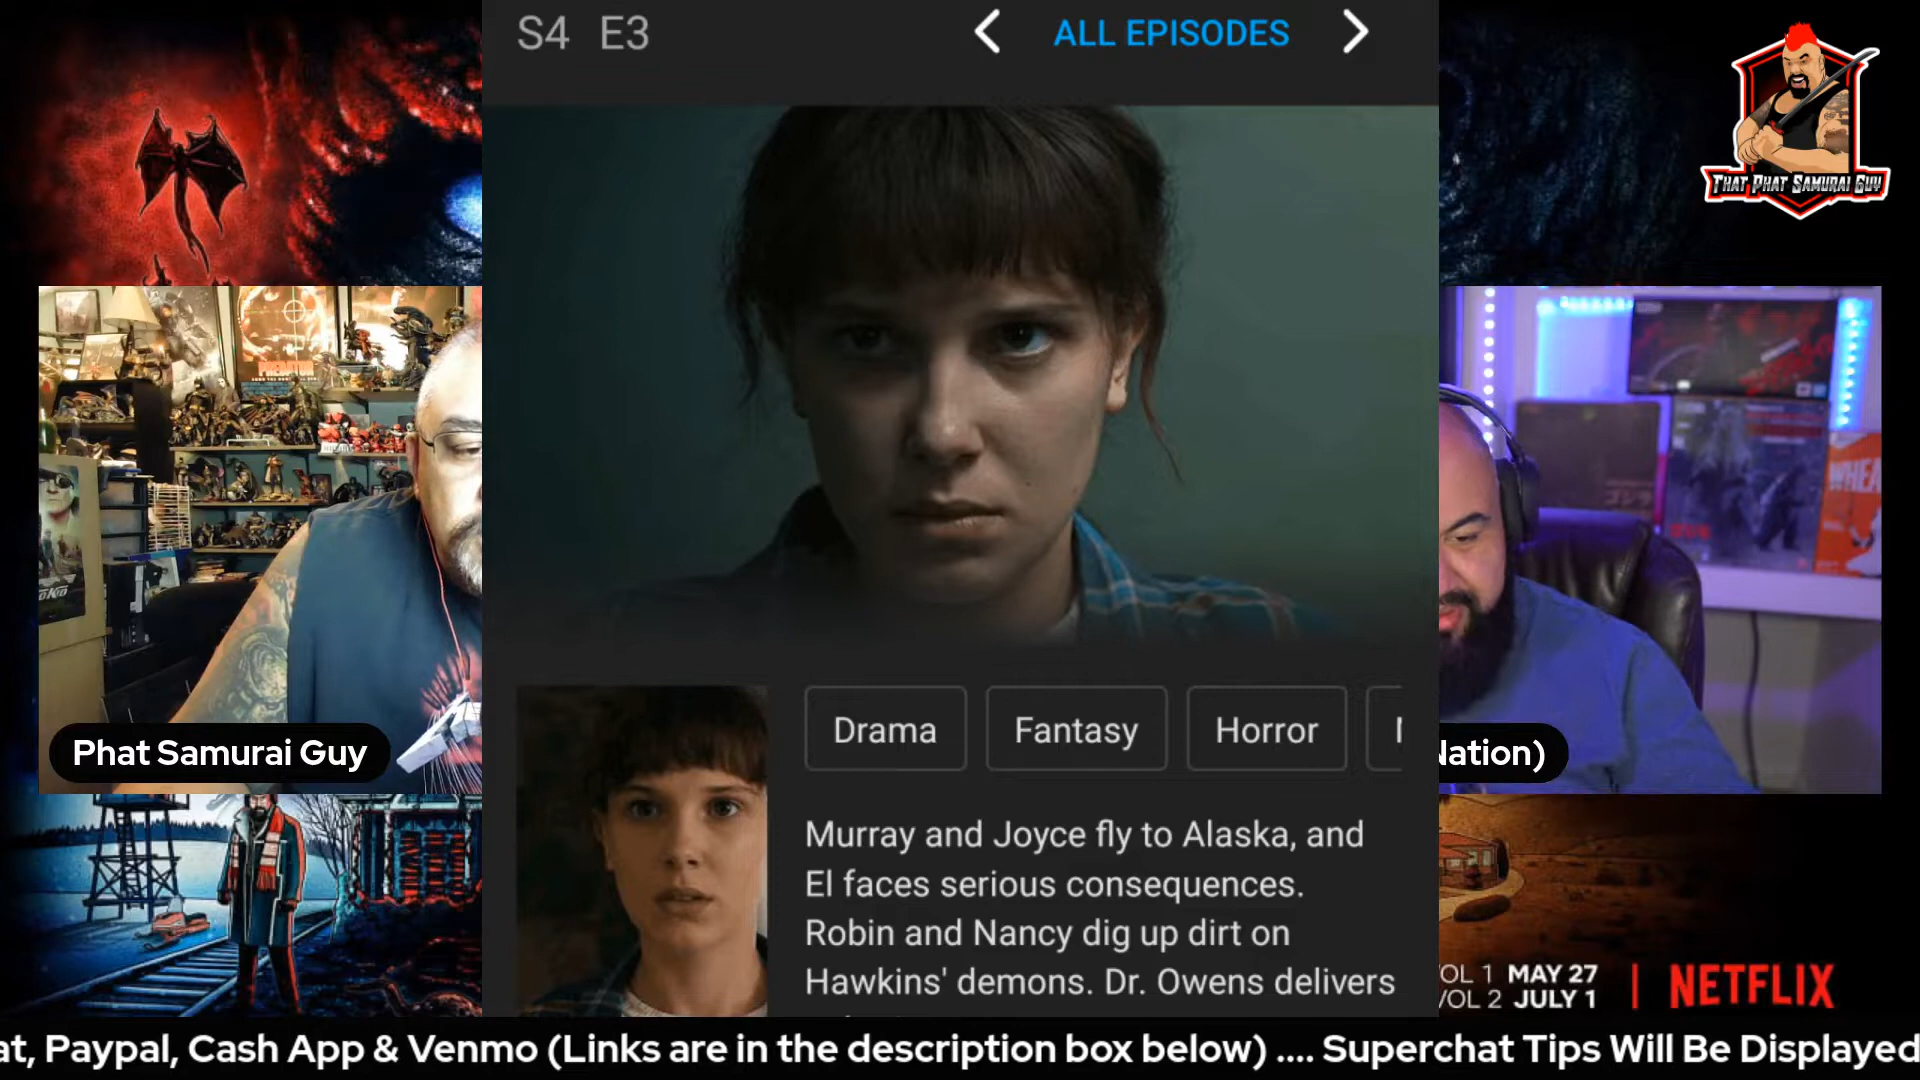 S4 E3
ALL EPISODES
THAT PHAT SAMURAI GUY
WHEA
Phat Samurai Guy
Drama
Fantasy
Horror
Nation)
Murray and Joyce fly to Alaska, and
El faces serious consequences.
Robin and Nancy dig up dirt on
Hawkins' demons. Dr. Owens delivers
OL 1 MAY 27
VOL 2 JULY 1
NETFLIX
at, Paypal, Cash App & Venmo (Links are in the description box below) .... Superchat Tips Will Be Displayed